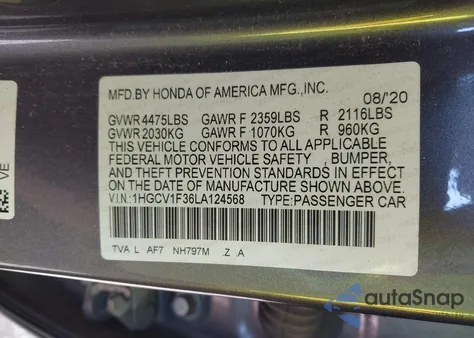 MFD.BY HONDA OF AMERICA MFG.,INC.
08/'20
GVWR 4475LBS GAWR F 2359LBS R 2116LBS
GVWR 2030KG GAWR F 1070KG R 960KG
THIS VEHICLE CONFORMS TO ALL APPLICABLE
FEDERAL MOTOR VEHICLE SAFETY , BUMPER,
AND THEFT PREVENTION STANDARDS IN EFFECT
ON THE DATE OF MANUFACTURE SHOWN ABOVE.
V.I.N.:1HGCV1F36LA124568 TYPE:PASSENGER CAR
TVA L AF7 NH797M .Z .A
VE
autoSnap